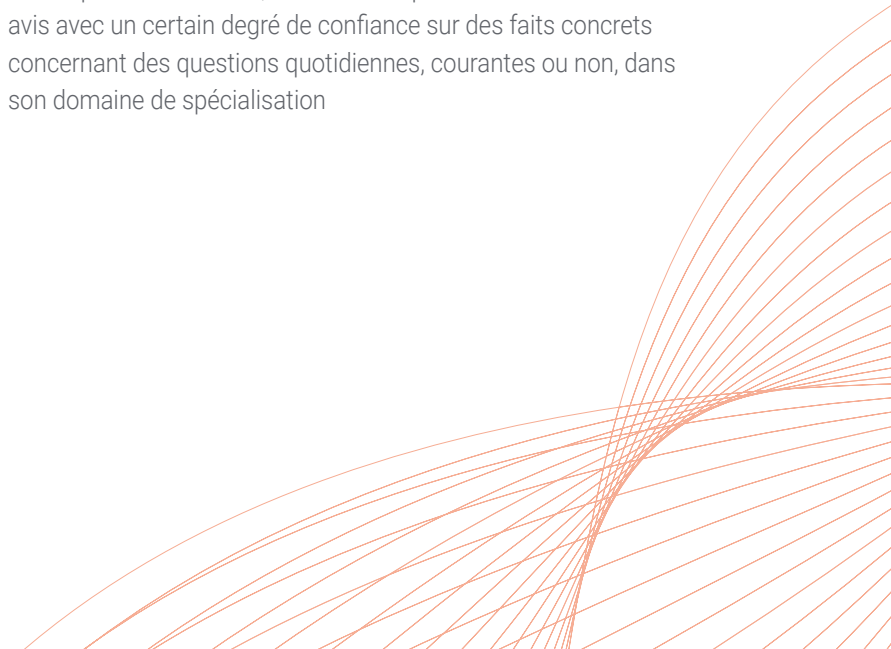 avis avec un certain degré de confiance sur des faits concrets
concernant des questions quotidiennes, courantes ou non, dans
son domaine de spécialisation